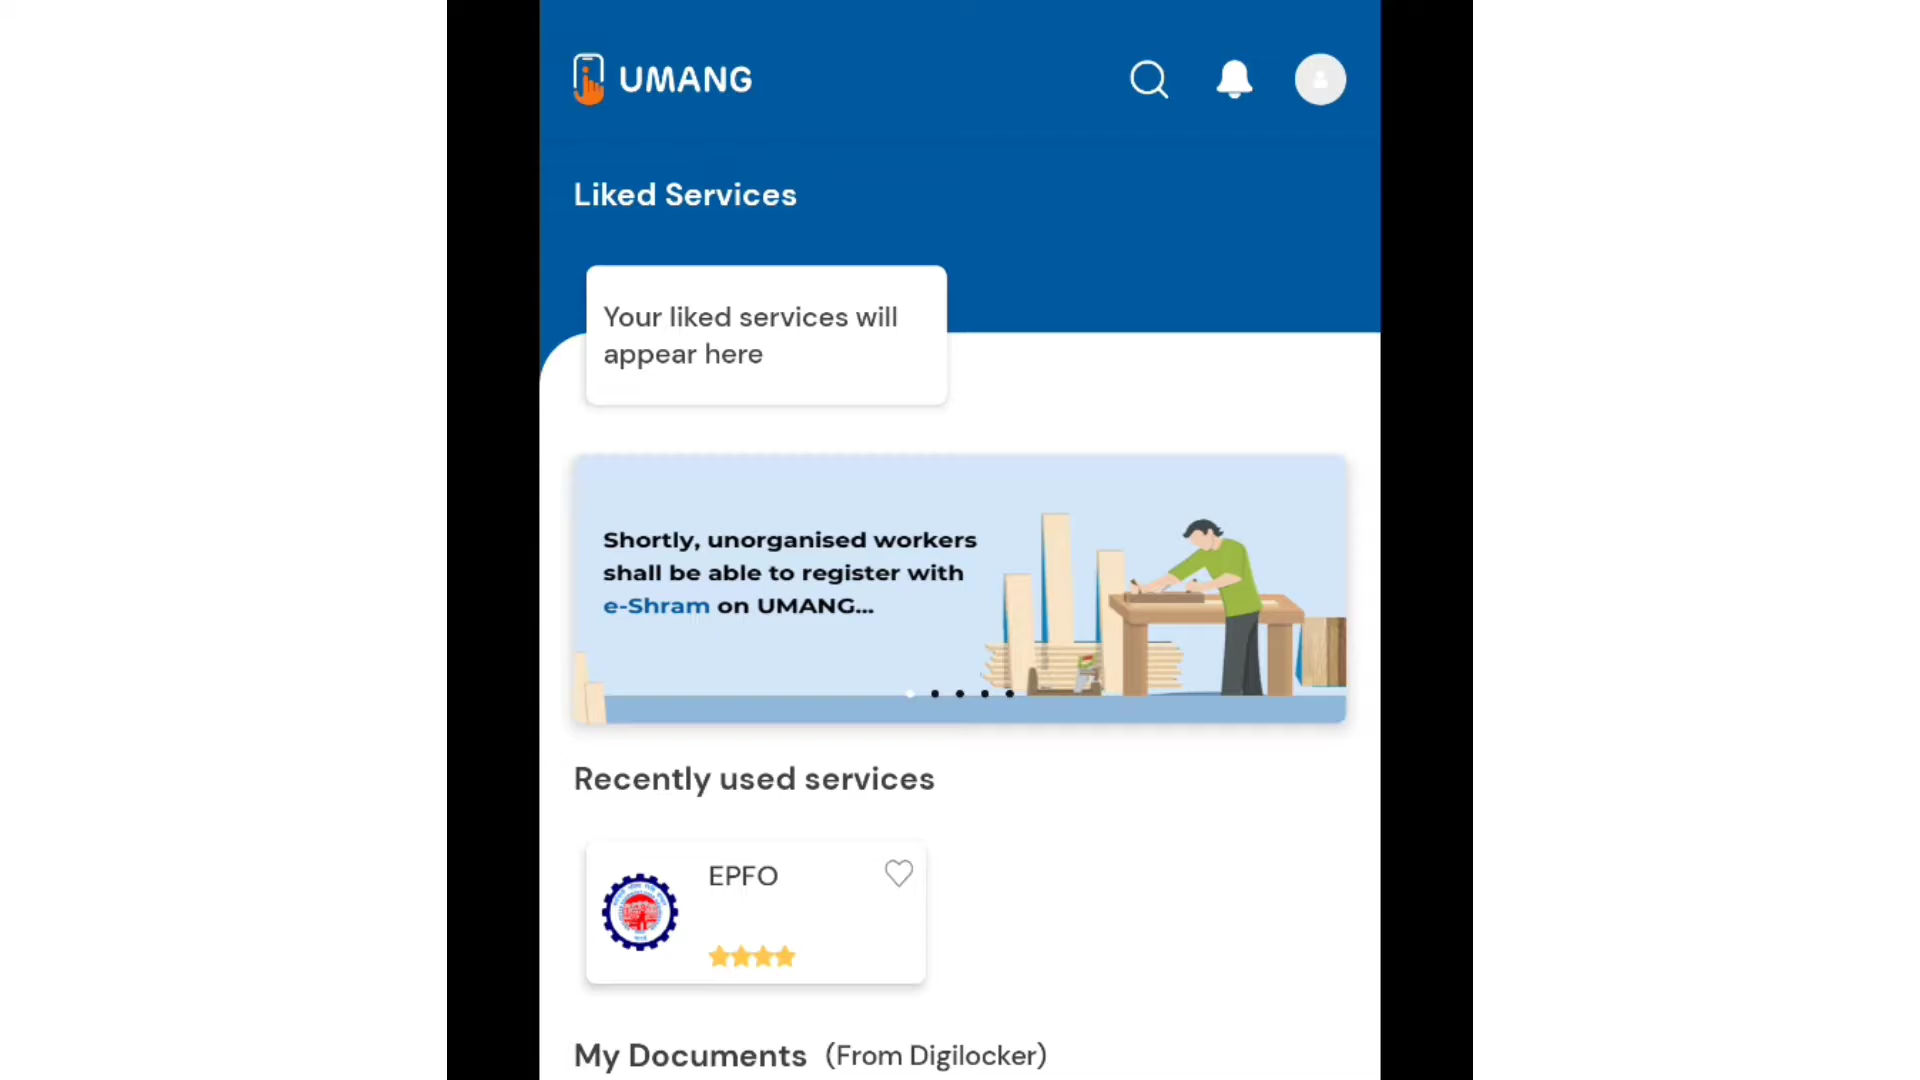 UMANG
Liked Services
Your liked services will
appear here
Shortly, unorganised workers
shall be able to register with
e-Shram on UMANG...
Recently used services
EPFO
My Documents (From Digilocker)